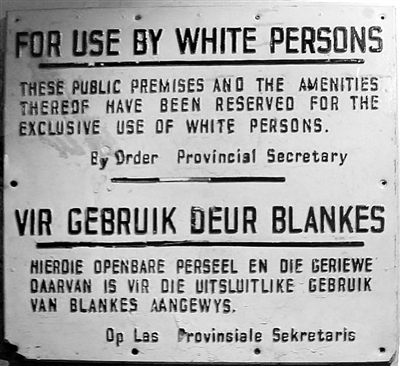 FOR USE BY WHITE PERSONS
THESE PUBLIC PREMISES AND THE AMENITIES
THEREOF HAVE BEEN RESERVED FOR THE
EXCLUSIVE USE OF WHITE PERSONS.
By Order Provincial Secretary
VIR GEBRUIK DEUR BLANKES
HIERDIE OPENBARE PERSEEL EN DIE GERIEWE
DAARVAN IS VIR DIE UITSLUITLIKE GEBRUIK
VAN BLANKES AANGEWYS.
Op Las Provinsiale Sekretaris